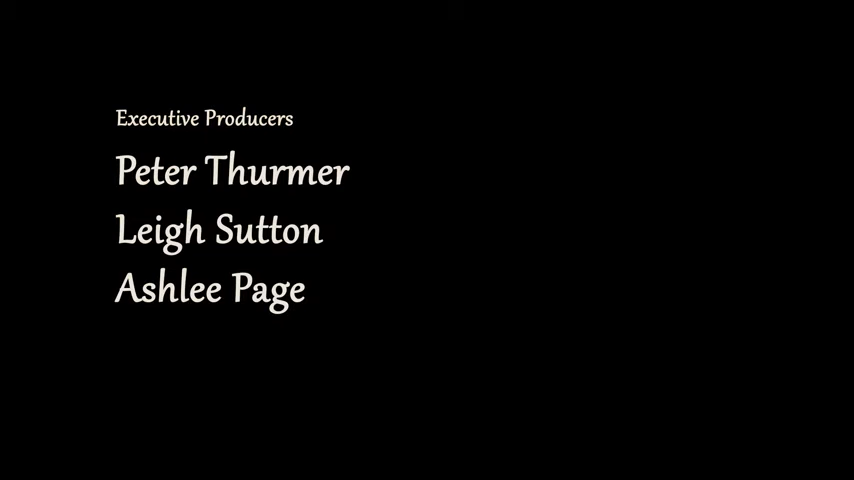 Executive Producers
Peter Thurmer
Leigh Sutton
Ashlee Page